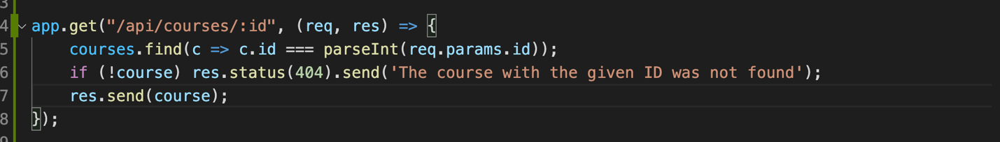 3
4 app.get("/api/courses/:id", (req, res) => {
5 courses.find(c => c.id === parseInt(req.params.id));
6 if (!course) res.status(404).send('The course with the given ID was not found');
7 res.send(course);
8 });
9